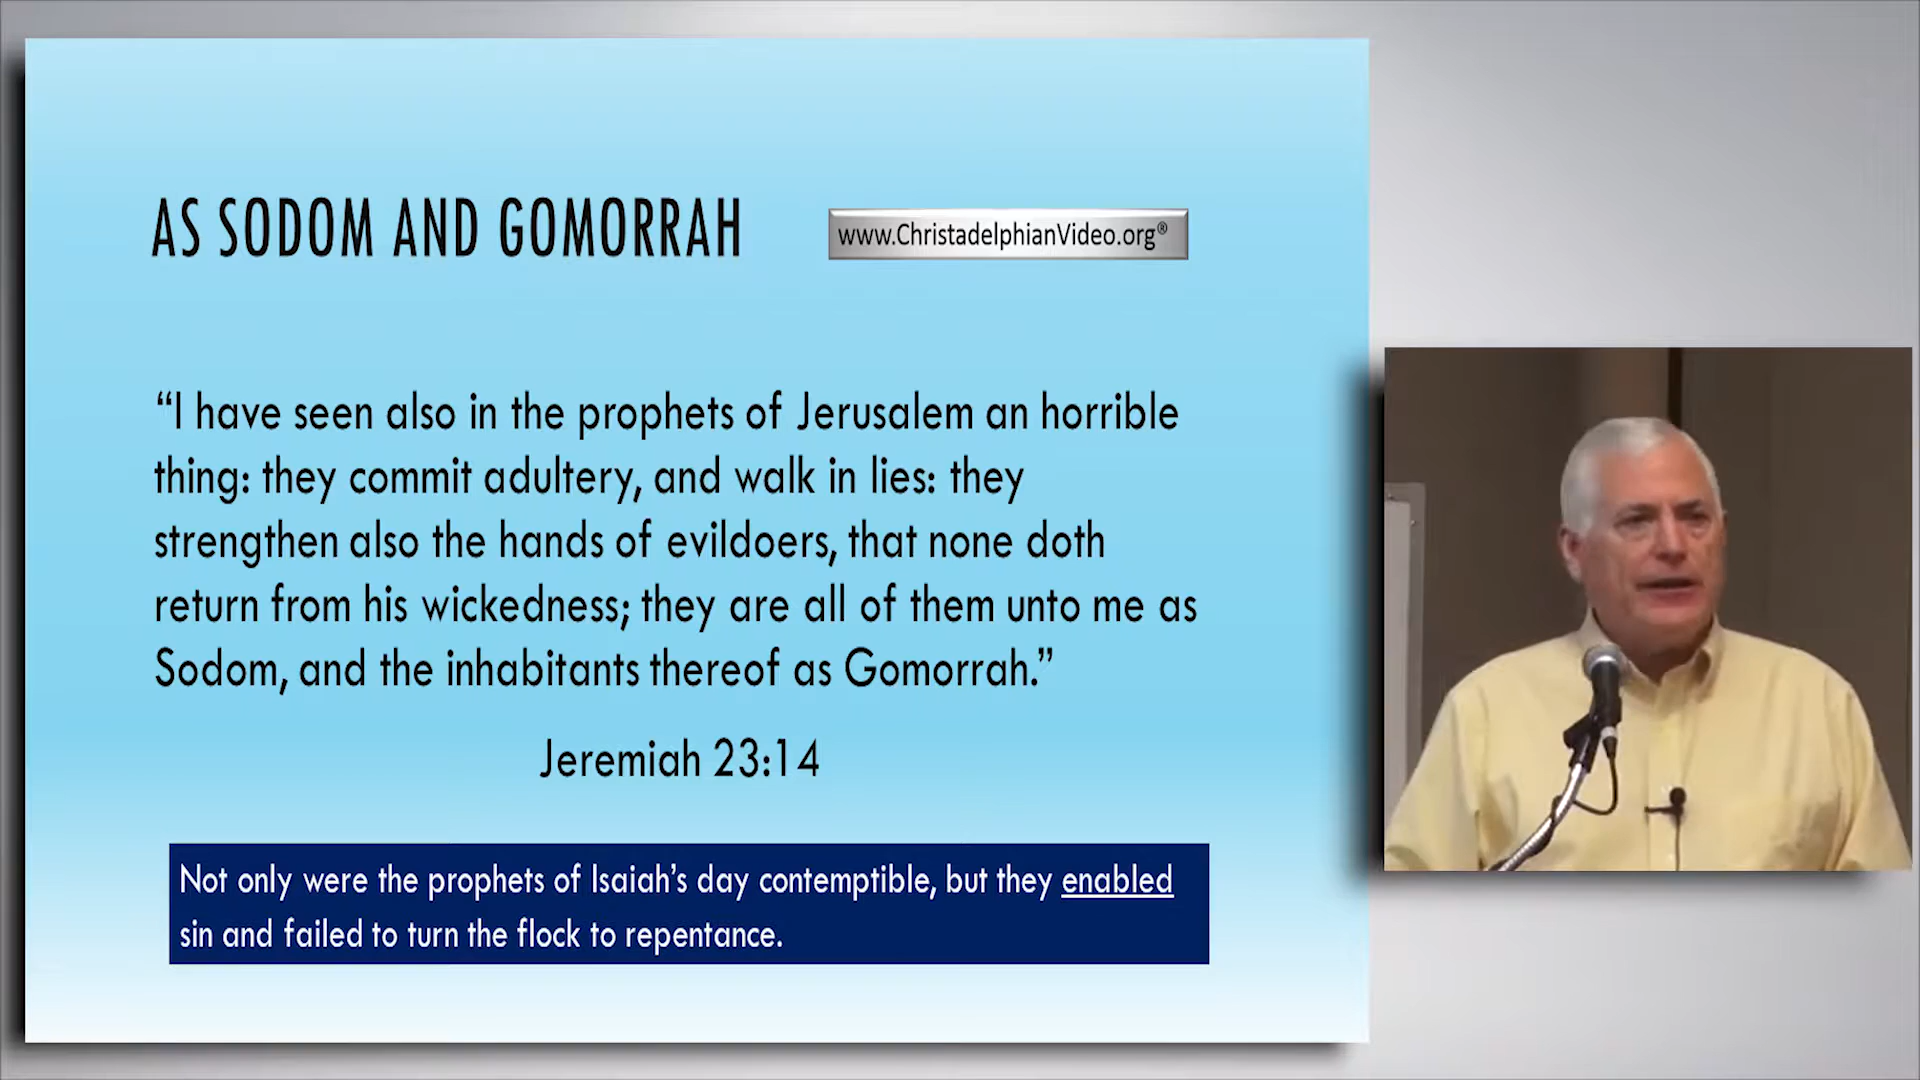 AS SODOM AND GOMORRAH
www.ChristadelphianVideo.org®
“I have seen also in the prophets of Jerusalem an horrible
thing: they commit adultery, and walk in lies: they
strengthen also the hands of evildoers, that none doth
return from his wickedness; they are all of them unto me as
Sodom, and the inhabitants thereof as Gomorrah.”
Jeremiah 23:14
Not only were the prophets of Isaiah’s day contemptible, but they enabled
sin and failed to turn the flock to repentance.